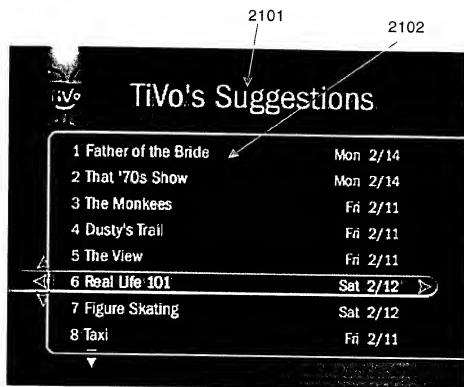 2101
2102
TiVo
TiVo's Suggestions
1 Father of the Bride Mon 2/14
2 That '70s Show Mon 2/14
3 The Monkees Fri 2/11
4 Dusty's Trail Fri 2/11
5 The View Fri 2/11
6 Real Life 101 Sat 2/12
7 Figure Skating Sat 2/12
8 Taxi Fri 2/11